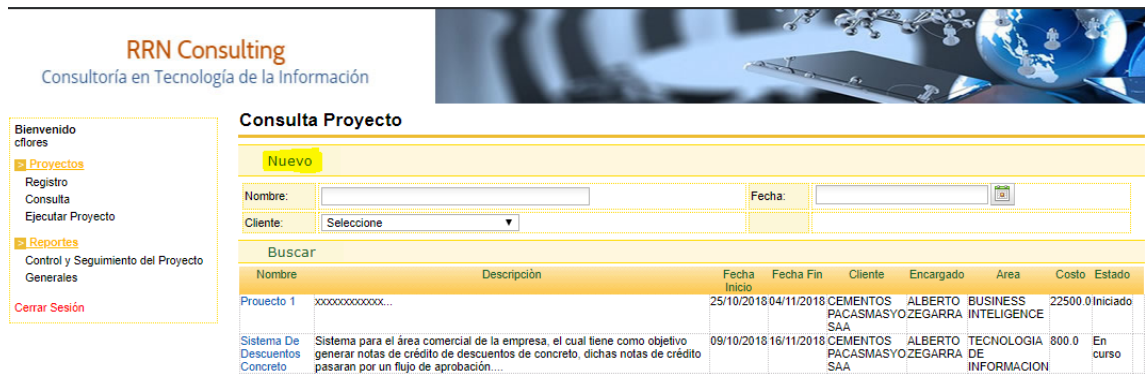 RRN Consulting
Consultoría en Tecnología de la Información
Bienvenido
cflores
Proyectos
Registro
Consulta
Ejecutar Proyecto
Reportes
Control y Seguimiento del Proyecto
Generales
Cerrar Sesión
Consulta Proyecto
Nuevo
Nombre: Fecha:
Cliente: Seleccione
Buscar
Nombre Descripción Fecha Inicio Fecha Fin Cliente Encargado Area Costo Estado
Prouecto 1 xxxxxxxxxxxx... 25/10/2018 04/11/2018 CEMENTOS PACASMASYO SAA ALBERTO ZEGARRA BUSINESS INTELIGENCE 22500.0 Iniciado
Sistema De Descuentos Concreto Sistema para el área comercial de la empresa, el cual tiene como objetivo generar notas de crédito de descuentos de concreto, dichas notas de crédito pasaran por un flujo de aprobación.... 09/10/2018 16/11/2018 CEMENTOS PACASMASYO SAA ALBERTO ZEGARRA TECNOLOGIA DE INFORMACION 800.0 En curso